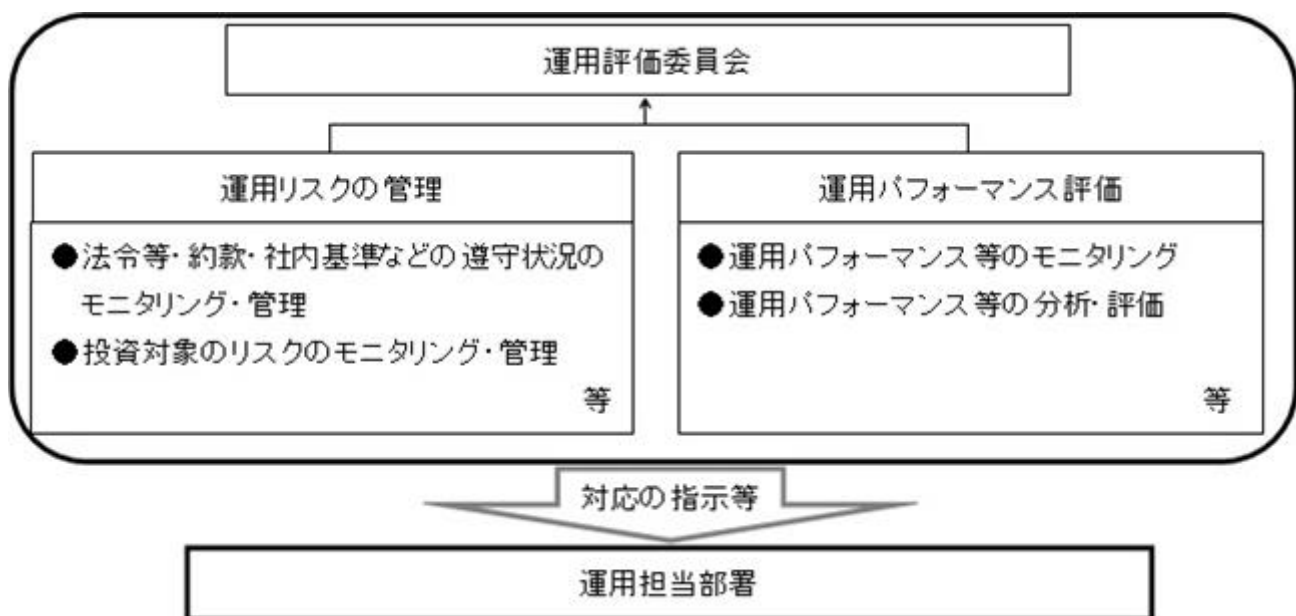 運用評価委員会
運用リスクの管理
●法令等・約款・社内基準などの遵守状況の
モニタリング・管理
●投資対象のリスクのモニタリング・管理
等
運用パフォーマンス評価
●運用パフォーマンス等のモニタリング
●運用パフォーマンス等の分析・評価
等
対応の指示等
運用担当部署